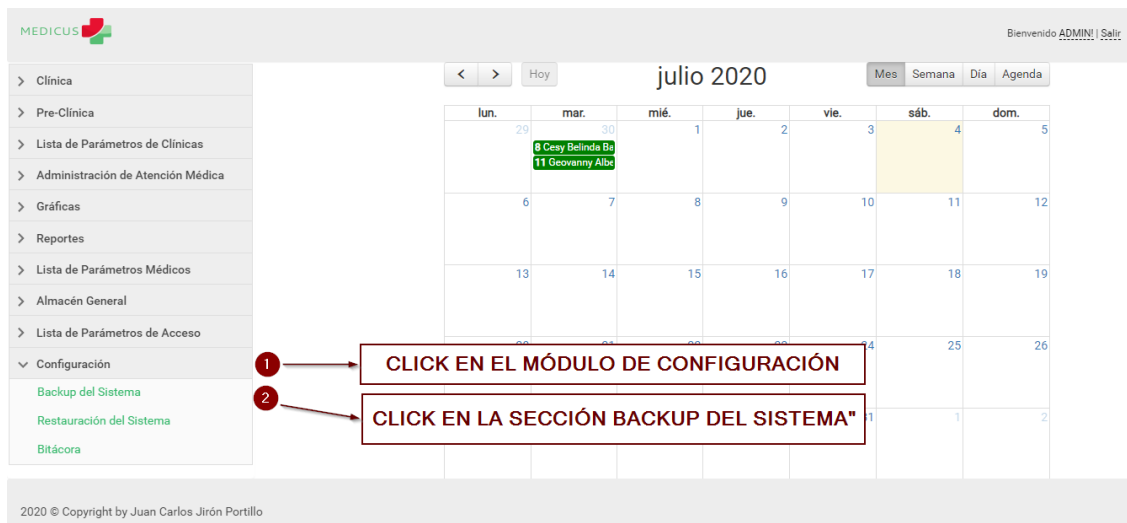 MEDICUS
Bienvenido ADMIN! | Salir
Clínica
Pre-Clínica
Lista de Parámetros de Clínicas
Administración de Atención Médica
Gráficas
Reportes
Lista de Parámetros Médicos
Almacén General
Lista de Parámetros de Acceso
Configuración
Backup del Sistema
Restauración del Sistema
Bitácora
Hoy
julio 2020
Mes Semana Día Agenda
lun. mar. mié. jue. vie. sáb. dom.
29 30 1 2 3 4 5
8 Cesy Belinda Ba
11 Geovanny Albe
6 7 8 9 10 11 12
13 14 15 16 17 18 19
24 25 26
1 CLICK EN EL MÓDULO DE CONFIGURACIÓN
2 CLICK EN LA SECCIÓN BACKUP DEL SISTEMA"
31 1 2
2020 © Copyright by Juan Carlos Jirón Portillo